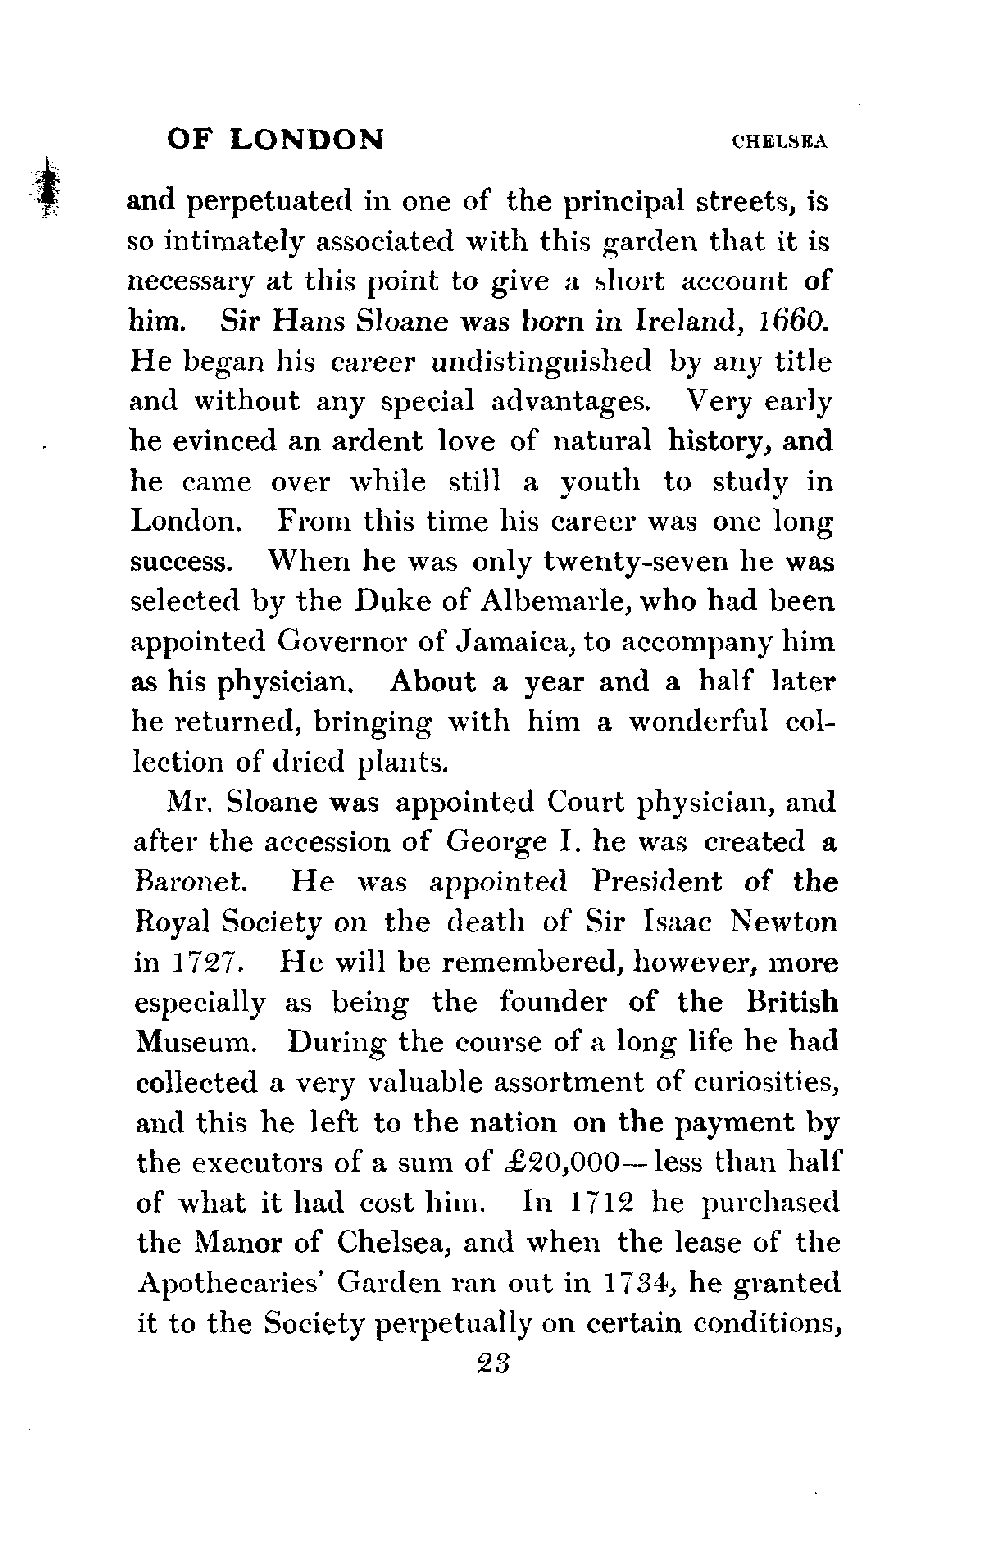 OF LONDON CHELSEA
and perpetuated in one of the principal streets, is
so intimately associated with this garden that it is
necessary at this point to give a short account of
him. Sir Hans Sloane was born in Ireland, 1660.
He began his career undistinguished by any title
and without any special advantages. Very early
he evinced an ardent love of natural history, and
he came over while still a youth to study in
London. From this time his career was one long
success. When he was only twenty-seven he was
selected by the Duke of Albemarle, who had been
appointed Governor of Jamaica, to accompany him
as his physician. About a year and a half later
he returned, bringing with him a wonderful col-
lection of dried plants.
Mr. Sloane was appointed Court physician, and
after the accession of George I. he was created a
Baronet. He was appointed President of the
Royal Society on the death of Sir Isaac Newton
in 1727. He will be remembered, however, more
especially as being the founder of the British
Museum. During the course of a long life he had
collected a very valuable assortment of curiosities,
and this he left to the nation on the payment by
the executors of a sum of £20,000—less than half
of what it had cost him. In 1712 he purchased
the Manor of Chelsea, and when the lease of the
Apothecaries' Garden ran out in 1734, he granted
it to the Society perpetually on certain conditions,
23